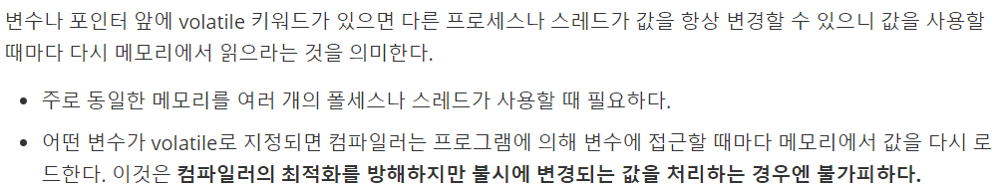 변수나 포인터 앞에 volatile 키워드가 있으면 다른 프로세스나 스레드가 값을 항상 변경할 수 있으니 값을 사용할
때마다 다시 메모리에서 읽으라는 것을 의미한다.
• 주로 동일한 메모리를 여러 개의 폴세스나 스레드가 사용할 때 필요하다.
• 어떤 변수가 volatile로 지정되면 컴파일러는 프로그램에 의해 변수에 접근할 때마다 메모리에서 값을 다시 로
드한다. 이것은 컴파일러의 최적화를 방해하지만 불시에 변경되는 값을 처리하는 경우엔 불가피하다.